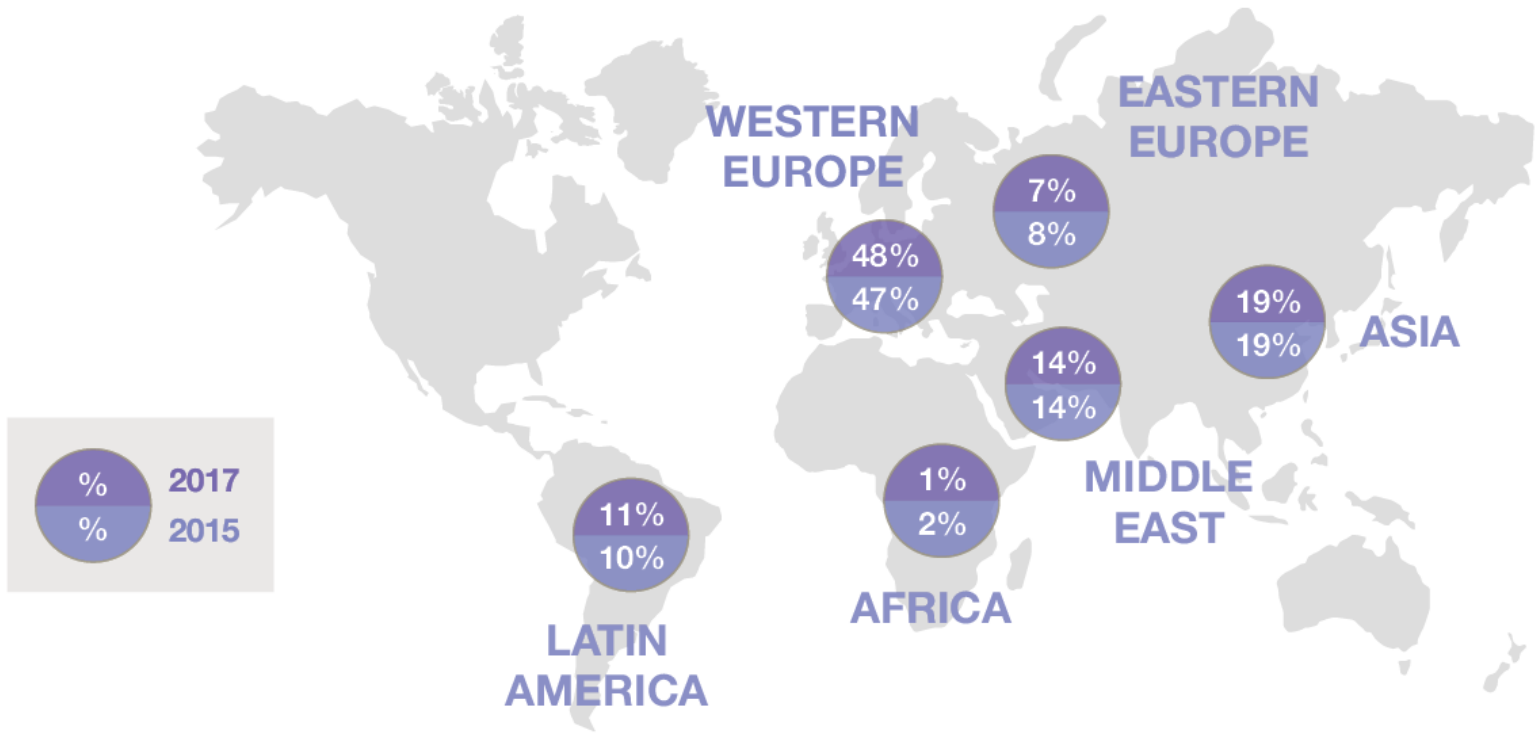 WESTERN
EUROPE
48%
47%
EASTERN
EUROPE
7%
8%
19%
19%
ASIA
14%
14%
MIDDLE
EAST
1%
2%
AFRICA
11%
10%
LATIN
AMERICA
% 2017
% 2015